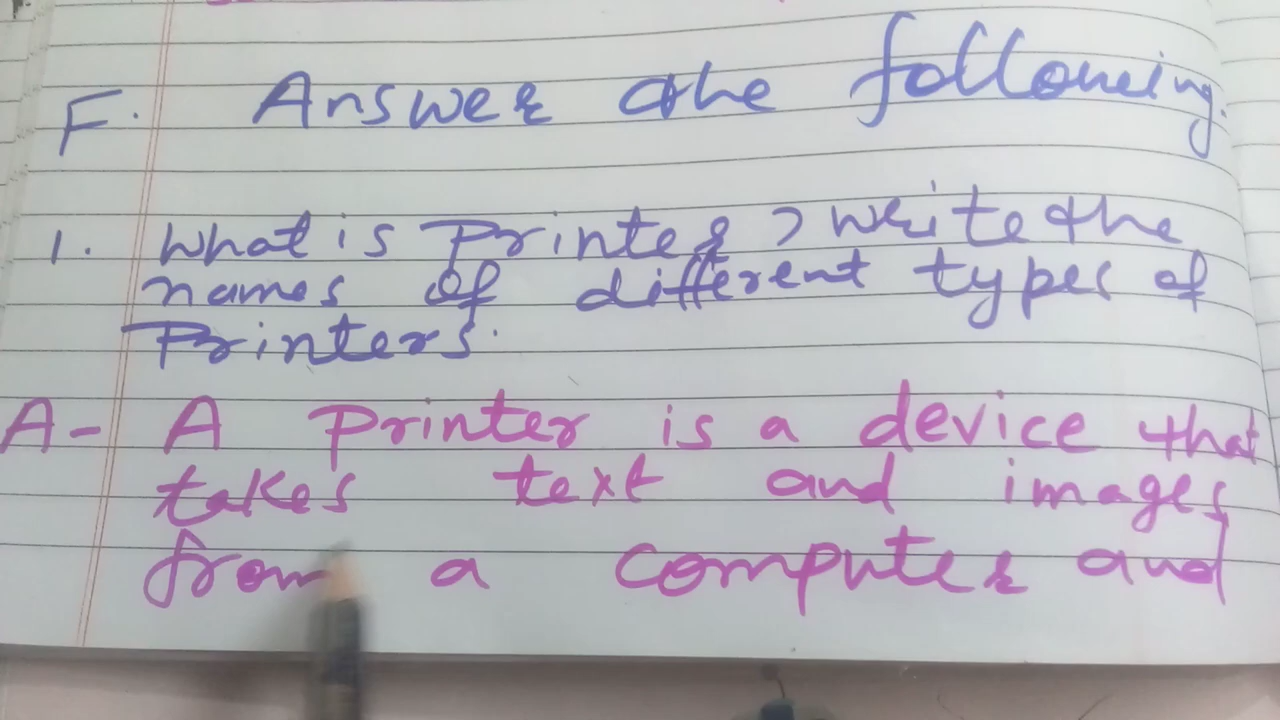 F. Answer the following.
1. What is Printer ? write the
names of different types of
Printers.
A- A Printer is a device that
takes text and images
from a computer and